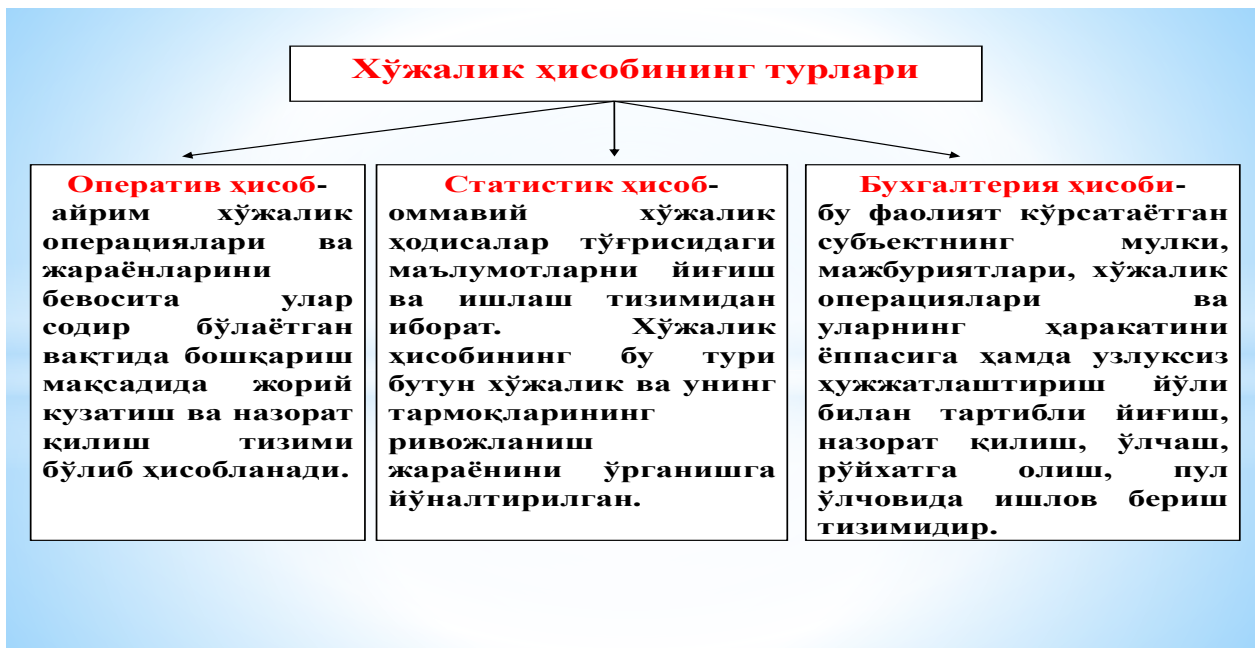 Хўжалик ҳисобининг турлари
Оператив ҳисоб-
айрим хўжалик
операциялари ва
жараёнларини
бевосита улар
содир бўлаётган
вақтида бошқариш
мақсадида жорий
кузатиш ва назорат
қилиш тизими
бўлиб ҳисобланади.
Статистик ҳисоб-
оммавий хўжалик
ҳодисалар тўғрисидаги
маълумотларни йиғиш
ва ишлаш тизимидан
иборат. Хўжалик
ҳисобининг бу тури
бутун хўжалик ва унинг
тармоқларининг
ривожланиш
жараёнини ўрганишга
йўналтирилган.
Бухгалтерия ҳисоби-
бу фаолият кўрсатаётган
субъектнинг мулки,
мажбуриятлари, хўжалик
операциялари ва
уларнинг ҳаракатини
ёппасига ҳамда узлуксиз
ҳужжатлаштириш йўли
билан тартибли йиғиш,
назорат қилиш, ўлчаш,
рўйхатга олиш, пул
ўлчовида ишлов бериш
тизимидир.